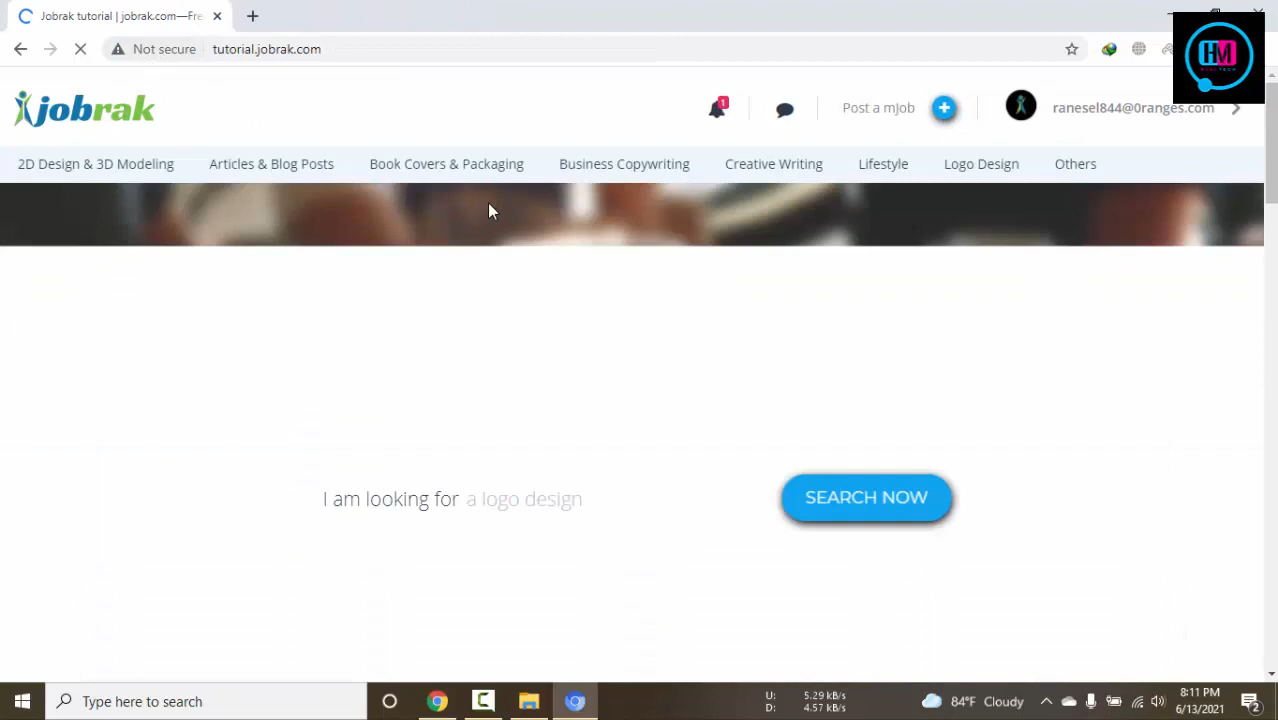 Jobrak tutorial | jobrak.com—Fre
Not secure tutorial.jobrak.com
HM
jobrak
1
Post a mJob
ranesel844@0ranges.com
2D Design & 3D Modeling Articles & Blog Posts Book Covers & Packaging Business Copywriting Creative Writing Lifestyle Logo Design Others
I am looking for a logo design
SEARCH NOW
Type here to search
U: 5.29 kB/s
D: 4.57 kB/s
84°F Cloudy
8:11 PM
6/13/2021
2